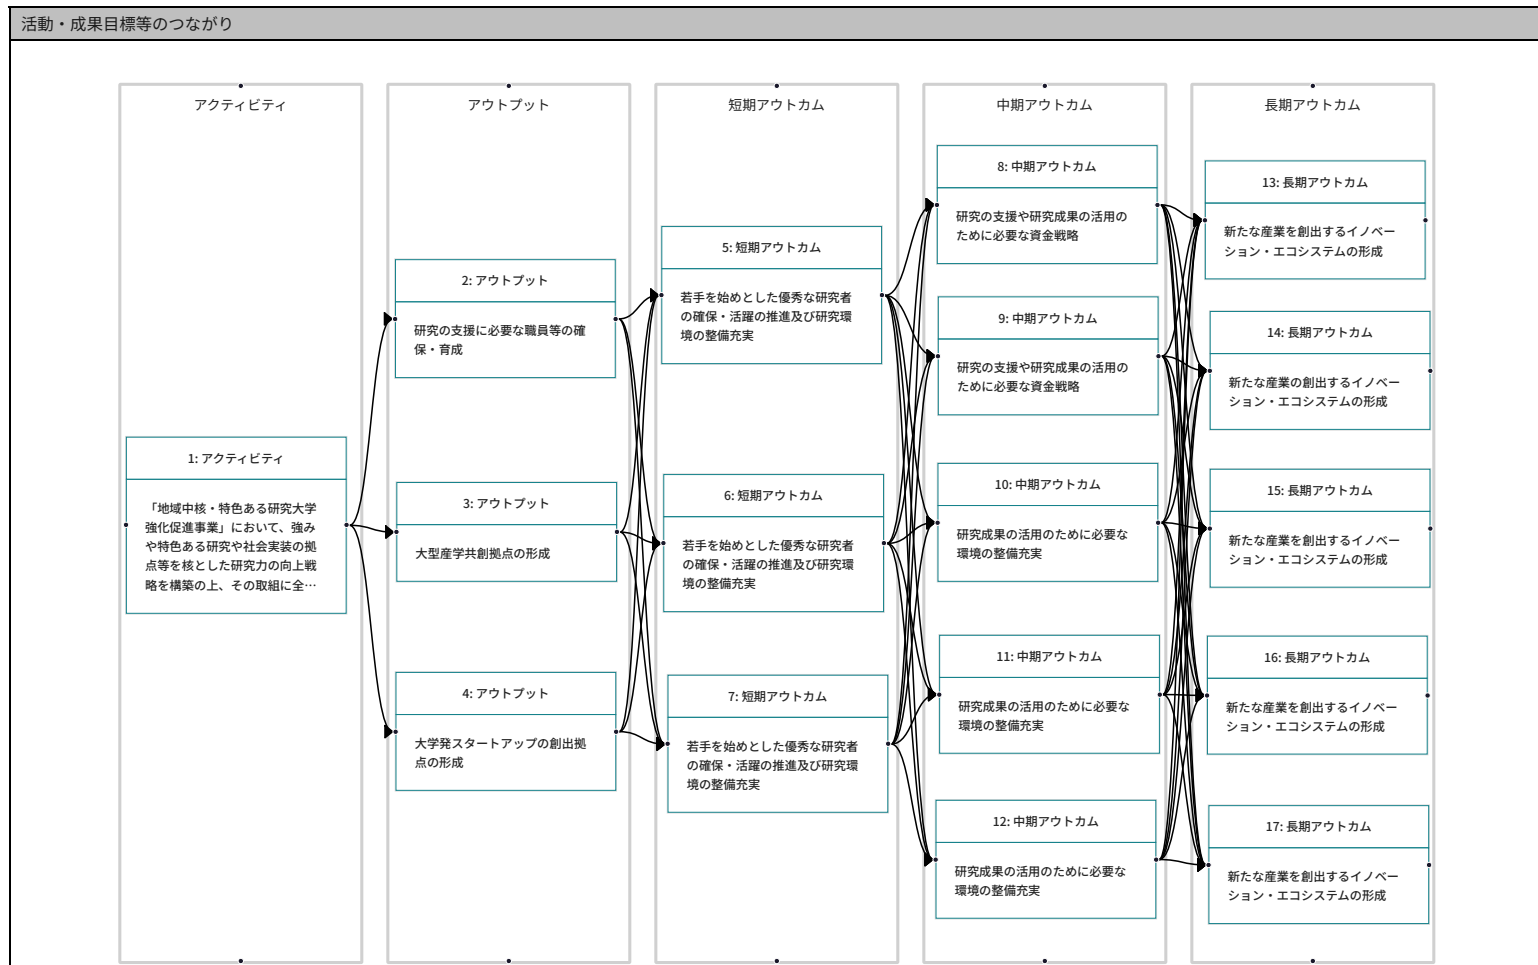 活動・成果目標等のつながり
アクティビティ
1: アクティビティ
「地域中核・特色ある研究大学
強化促進事業」において、強み
や特色ある研究や社会実装の拠
点等を核とした研究力の向上戦
略を構築の上、その取組に全…
アウトプット
2: アウトプット
研究の支援に必要な職員等の確
保・育成
3: アウトプット
大型産学共創拠点の形成
4: アウトプット
大学発スタートアップの創出拠
点の形成
短期アウトカム
5: 短期アウトカム
若手を始めとした優秀な研究者
の確保・活躍の推進及び研究環
境の整備充実
6: 短期アウトカム
若手を始めとした優秀な研究者
の確保・活躍の推進及び研究環
境の整備充実
7: 短期アウトカム
若手を始めとした優秀な研究者
の確保・活躍の推進及び研究環
境の整備充実
中期アウトカム
8: 中期アウトカム
研究の支援や研究成果の活用の
ために必要な資金戦略
9: 中期アウトカム
研究の支援や研究成果の活用の
ために必要な資金戦略
10: 中期アウトカム
研究成果の活用のために必要な
環境の整備充実
11: 中期アウトカム
研究成果の活用のために必要な
環境の整備充実
12: 中期アウトカム
研究成果の活用のために必要な
環境の整備充実
長期アウトカム
13: 長期アウトカム
新たな産業を創出するイノベー
ション・エコシステムの形成
14: 長期アウトカム
新たな産業の創出するイノベー
ション・エコシステムの形成
15: 長期アウトカム
新たな産業を創出するイノベー
ション・エコシステムの形成
16: 長期アウトカム
新たな産業を創出するイノベー
ション・エコシステムの形成
17: 長期アウトカム
新たな産業を創出するイノベー
ション・エコシステムの形成